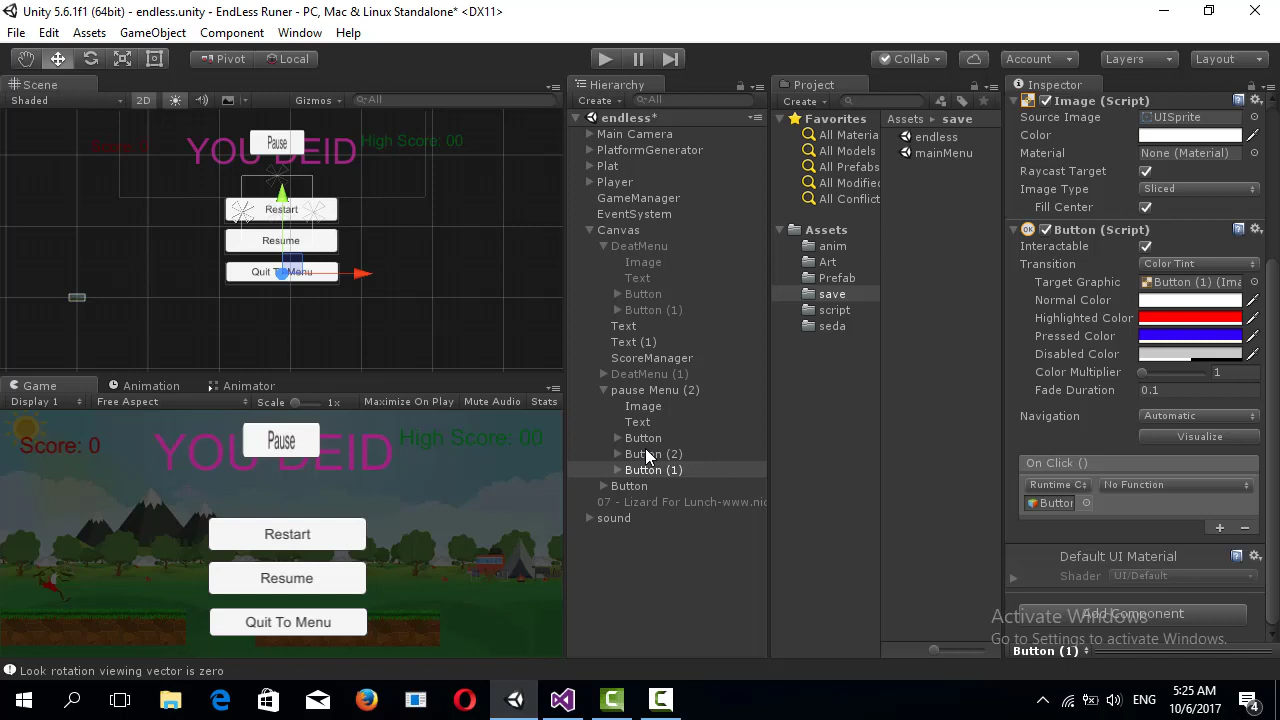 Unity 5.6.1f1 (64bit) - endless.unity - EndLess Runer - PC, Mac & Linux Standalone* <DX11>
File Edit Assets GameObject Component Window Help
Pivot Local Collab Account Layers Layout
Scene
Shaded 2D Gizmos All
YOU DEID
Pause
High Score: 00
Restart
Resume
Quit To Menu
Game Animation Animator
Display 1 Free Aspect Scale 1x Maximize On Play Mute Audio Stats
Score: 0
YOU DEID
Pause
High Score: 00
Restart
Resume
Quit To Menu
Hierarchy
Create All
endless*
Main Camera
PlatformGenerator
Plat
Player
GameManager
EventSystem
Canvas
DeatMenu
Image
Text
Button
Button (1)
Text
Text (1)
ScoreManager
DeatMenu (1)
pause Menu (2)
Image
Text
Button
Button (2)
Button (1)
Button
07 - Lizard For Lunch-www.nic
sound
Project
Create
Favorites
All Materia
All Models
All Prefabs
All Modified
All Conflict
Assets
anim
Art
Prefab
save
script
seda
Assets save
endless
mainMenu
Inspector
Image (Script)
Source Image UISprite
Color
Material None (Material)
Raycast Target
Image Type Sliced
Fill Center
OK Button (Script)
Interactable
Transition Color Tint
Target Graphic Button (1) (Ima
Normal Color
Highlighted Color
Pressed Color
Disabled Color
Color Multiplier 1
Fade Duration 0.1
Navigation Automatic
Visualize
On Click ()
Runtime No Function
Button
Default UI Material
Shader UI/Default
Add Component
Button (1)
Activate Windows
Go to Settings to activate Windows.
Look rotation viewing vector is zero
ENG
5:25 AM
10/6/2017
4